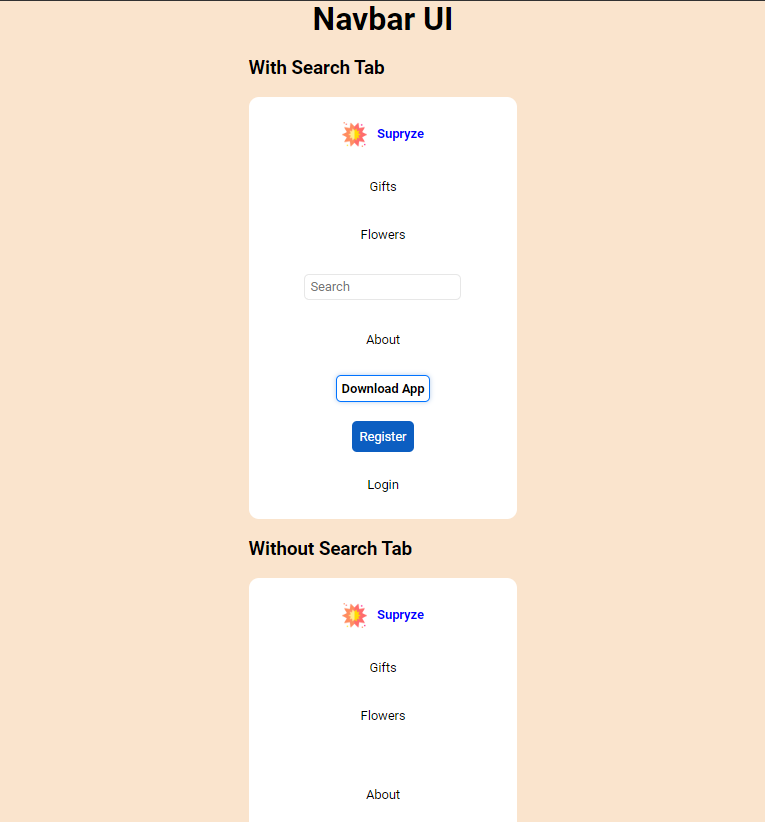 Navbar UI
With Search Tab
Supryze
Gifts
Flowers
Search
About
Download App
Register
Login
Without Search Tab
Supryze
Gifts
Flowers
About